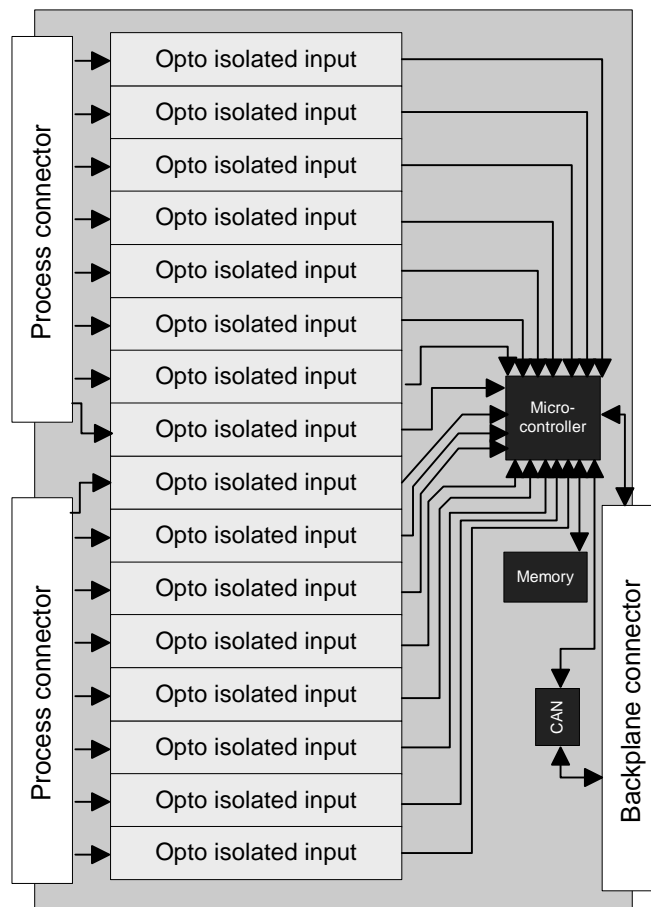 Process connector
Opto isolated input
Opto isolated input
Opto isolated input
Opto isolated input
Opto isolated input
Opto isolated input
Opto isolated input
Opto isolated input
Process connector
Opto isolated input
Opto isolated input
Opto isolated input
Opto isolated input
Opto isolated input
Opto isolated input
Opto isolated input
Opto isolated input
Micro-
controller
Memory
CAN
Backplane connector